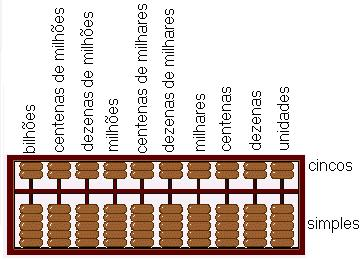 bilhões
centenas de milhões
dezenas de milhões
milhões
centenas de milhares
dezenas de milhares
milhares
centenas
dezenas
unidades
cincos
simples